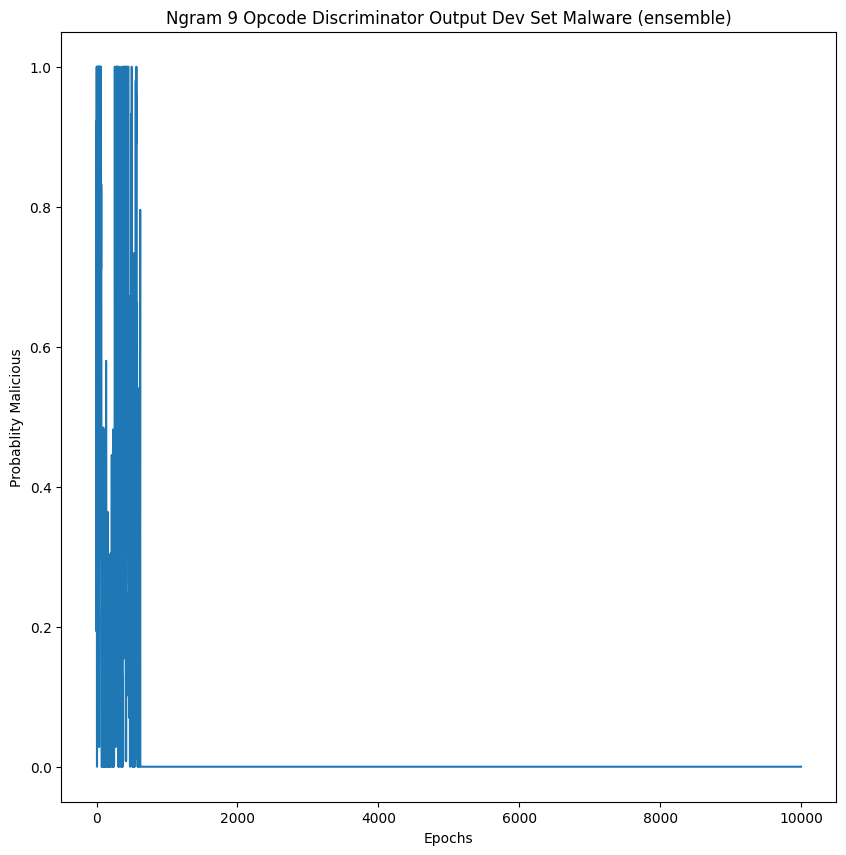 Ngram 9 Opcode Discriminator Output Dev Set Malware (ensemble)
1.0
0.8
0.6
0.4
0.2
0.0
Probablity Malicious
0 2000 4000 6000 8000 10000
Epochs